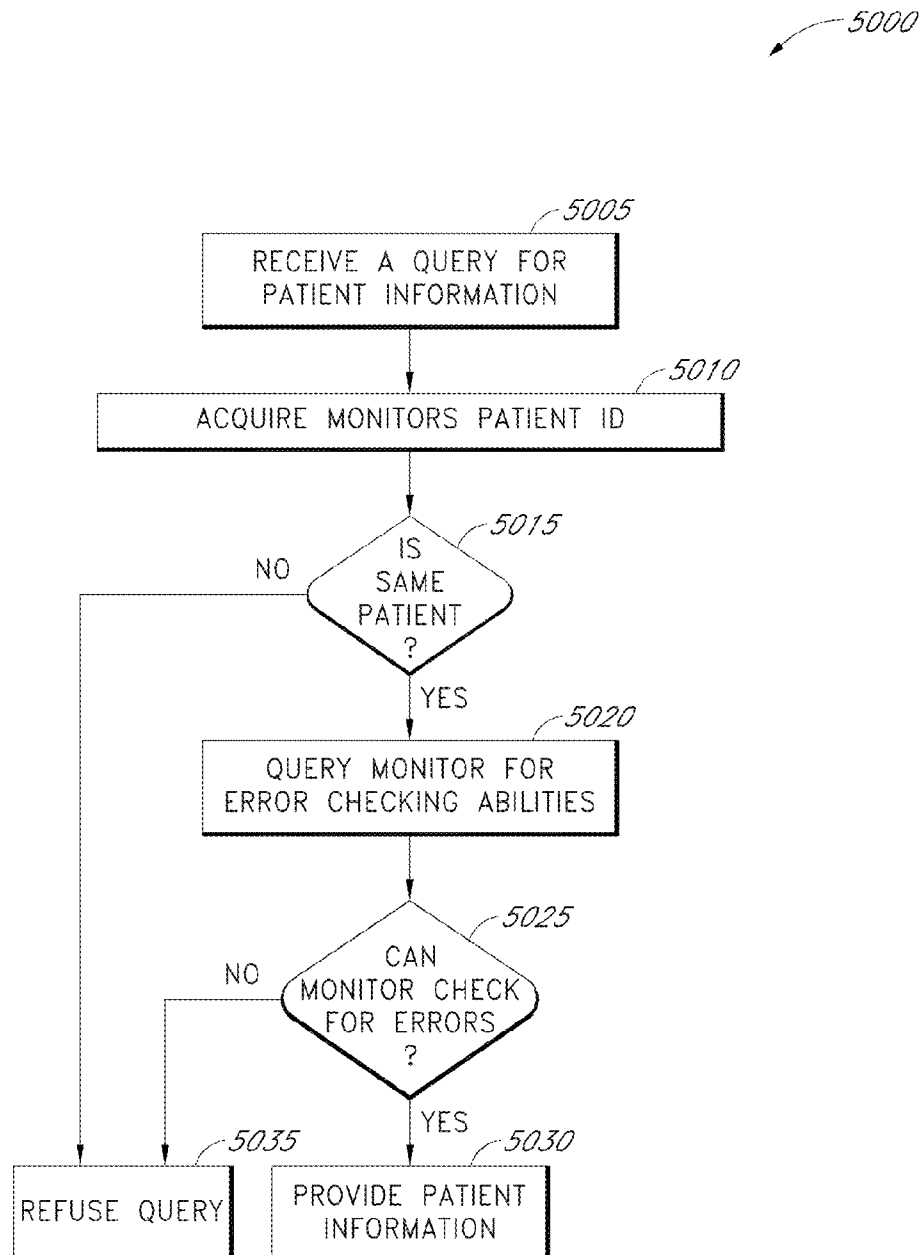 5000
5005
RECEIVE A QUERY FOR
PATIENT INFORMATION
5010
ACQUIRE MONITORS PATIENT ID
5015
IS
SAME
PATIENT
?
NO
YES
5020
QUERY MONITOR FOR
ERROR CHECKING ABILITIES
5025
CAN
MONITOR CHECK
FOR ERRORS
?
NO
YES
5035
REFUSE QUERY
5030
PROVIDE PATIENT
INFORMATION